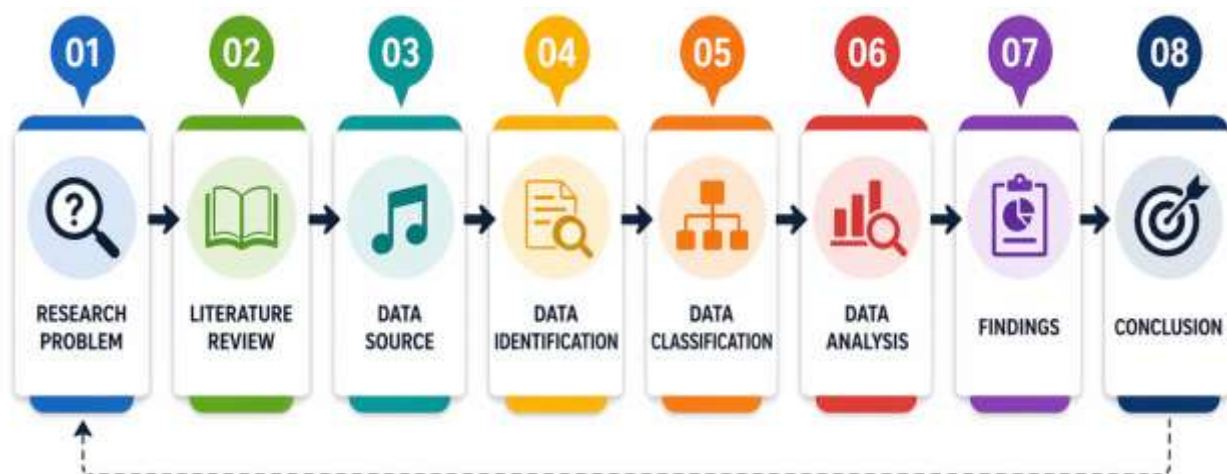 01
02
03
04
05
06
07
08
?
RESEARCH
PROBLEM
LITERATURE
REVIEW
DATA
SOURCE
DATA
IDENTIFICATION
DATA
CLASSIFICATION
DATA
ANALYSIS
FINDINGS
CONCLUSION